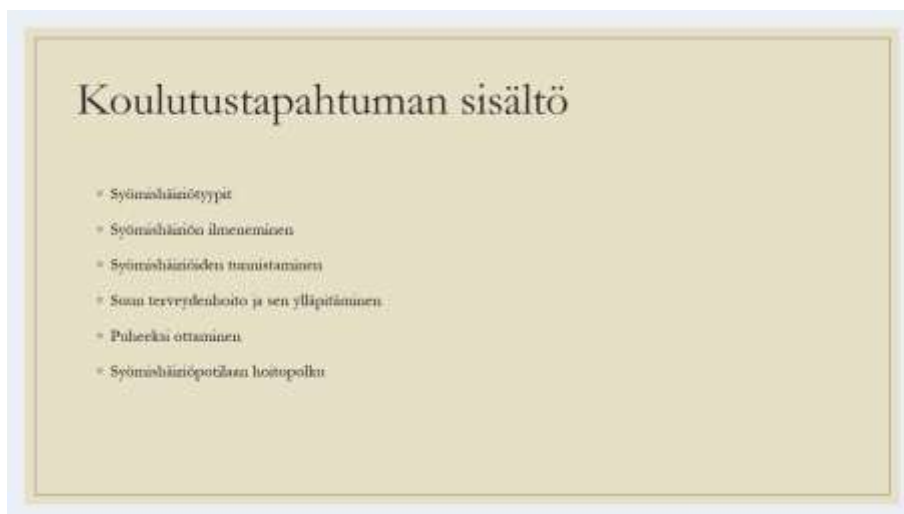 Koulutustapahtuman sisältö
Syömishäiriötyypit
Syömishäiriön ilmeneminen
Syömishäiriöiden tunnistaminen
Suun terveydenhoito ja sen ylläpitäminen
Puheeksi ottaminen
Syömishäiriöpotilaan hoitopolku